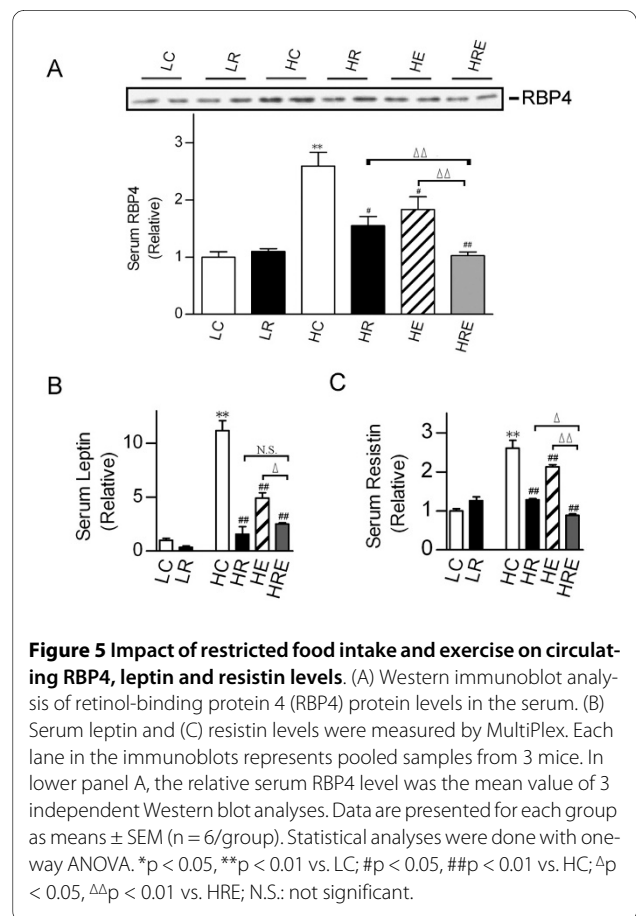 A
LC LR HC HR HE HRE
–RBP4
Serum RBP4
(Relative)
3
2
1
0
**
#
#
##
ΔΔ
ΔΔ
LC LR HC HR HE HRE
B
Serum Leptin
(Relative)
10
5
0
**
##
##
##
N.S.
Δ
LC LR HC HR HE HRE
C
Serum Resistin
(Relative)
3
2
1
0
**
##
##
##
Δ
ΔΔ
LC LR HC HR HE HRE
Figure 5 Impact of restricted food intake and exercise on circulat-
ing RBP4, leptin and resistin levels. (A) Western immunoblot analy-
sis of retinol-binding protein 4 (RBP4) protein levels in the serum. (B)
Serum leptin and (C) resistin levels were measured by MultiPlex. Each
lane in the immunoblots represents pooled samples from 3 mice. In
lower panel A, the relative serum RBP4 level was the mean value of 3
independent Western blot analyses. Data are presented for each group
as means ± SEM (n = 6/group). Statistical analyses were done with one-
way ANOVA. *p < 0.05, **p < 0.01 vs. LC; #p < 0.05, ##p < 0.01 vs. HC; Δp
< 0.05, ΔΔp < 0.01 vs. HRE; N.S.: not significant.